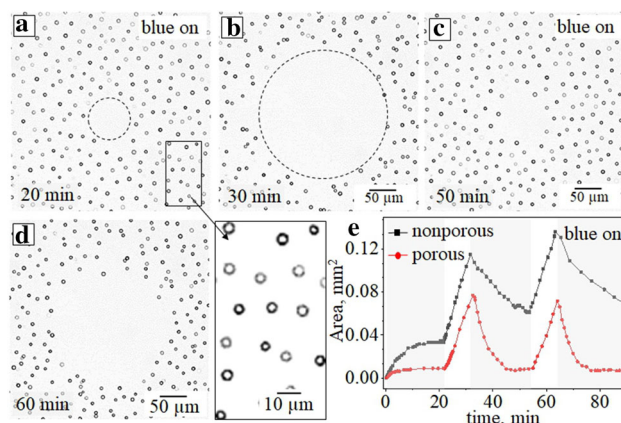 a
blue on
20 min
b
30 min
50 µm
c
blue on
50 min
50 µm
d
60 min
50 µm
10 µm
e
nonporous
porous
blue on
Area, mm²
0.12
0.08
0.04
0.00
0 20 40 60 80
time, min